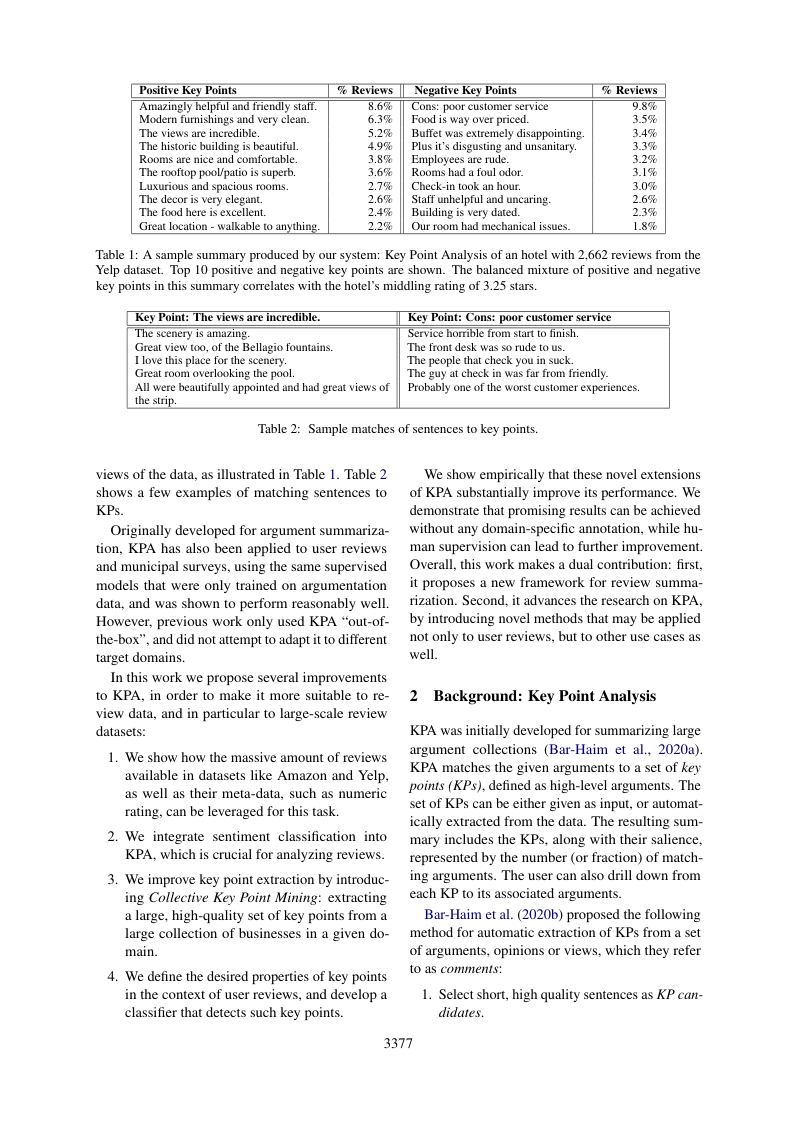 Positive Key Points % Reviews Negative Key Points % Reviews
Amazingly helpful and friendly staff. 8.6% Cons: poor customer service 9.8%
Modern furnishings and very clean. 6.3% Food is way over priced. 3.5%
The views are incredible. 5.2% Buffet was extremely disappointing. 3.4%
The historic building is beautiful. 4.9% Plus it's disgusting and unsanitary. 3.3%
Rooms are nice and comfortable. 3.8% Employees are rude. 3.2%
The rooftop pool/patio is superb. 3.6% Rooms had a foul odor. 3.1%
Luxurious and spacious rooms. 2.7% Check-in took an hour. 3.0%
The decor is very elegant. 2.6% Staff unhelpful and uncaring. 2.6%
The food here is excellent. 2.4% Building is very dated. 2.3%
Great location - walkable to anything. 2.2% Our room had mechanical issues. 1.8%
Table 1: A sample summary produced by our system: Key Point Analysis of an hotel with 2,662 reviews from the
Yelp dataset. Top 10 positive and negative key points are shown. The balanced mixture of positive and negative
key points in this summary correlates with the hotel's middling rating of 3.25 stars.
Key Point: The views are incredible. Key Point: Cons: poor customer service
The scenery is amazing. Service horrible from start to finish.
Great view too, of the Bellagio fountains. The front desk was so rude to us.
I love this place for the scenery. The people that check you in suck.
Great room overlooking the pool. The guy at check in was far from friendly.
All were beautifully appointed and had great views of Probably one of the worst customer experiences.
the strip.
Table 2: Sample matches of sentences to key points.
views of the data, as illustrated in Table 1. Table 2
shows a few examples of matching sentences to
KPs.
Originally developed for argument summariza-
tion, KPA has also been applied to user reviews
and municipal surveys, using the same supervised
models that were only trained on argumentation
data, and was shown to perform reasonably well.
However, previous work only used KPA “out-of-
the-box”, and did not attempt to adapt it to different
target domains.
In this work we propose several improvements
to KPA, in order to make it more suitable to re-
view data, and in particular to large-scale review
datasets:
1. We show how the massive amount of reviews
available in datasets like Amazon and Yelp,
as well as their meta-data, such as numeric
rating, can be leveraged for this task.
2. We integrate sentiment classification into
KPA, which is crucial for analyzing reviews.
3. We improve key point extraction by introduc-
ing Collective Key Point Mining: extracting
a large, high-quality set of key points from a
large collection of businesses in a given do-
main.
4. We define the desired properties of key points
in the context of user reviews, and develop a
classifier that detects such key points.
We show empirically that these novel extensions
of KPA substantially improve its performance. We
demonstrate that promising results can be achieved
without any domain-specific annotation, while hu-
man supervision can lead to further improvement.
Overall, this work makes a dual contribution: first,
it proposes a new framework for review summa-
rization. Second, it advances the research on KPA,
by introducing novel methods that may be applied
not only to user reviews, but to other use cases as
well.
2 Background: Key Point Analysis
KPA was initially developed for summarizing large
argument collections (Bar-Haim et al., 2020a).
KPA matches the given arguments to a set of key
points (KPs), defined as high-level arguments. The
set of KPs can be either given as input, or automat-
ically extracted from the data. The resulting sum-
mary includes the KPs, along with their salience,
represented by the number (or fraction) of match-
ing arguments. The user can also drill down from
each KP to its associated arguments.
Bar-Haim et al. (2020b) proposed the following
method for automatic extraction of KPs from a set
of arguments, opinions or views, which they refer
to as comments:
1. Select short, high quality sentences as KP can-
didates.
3377